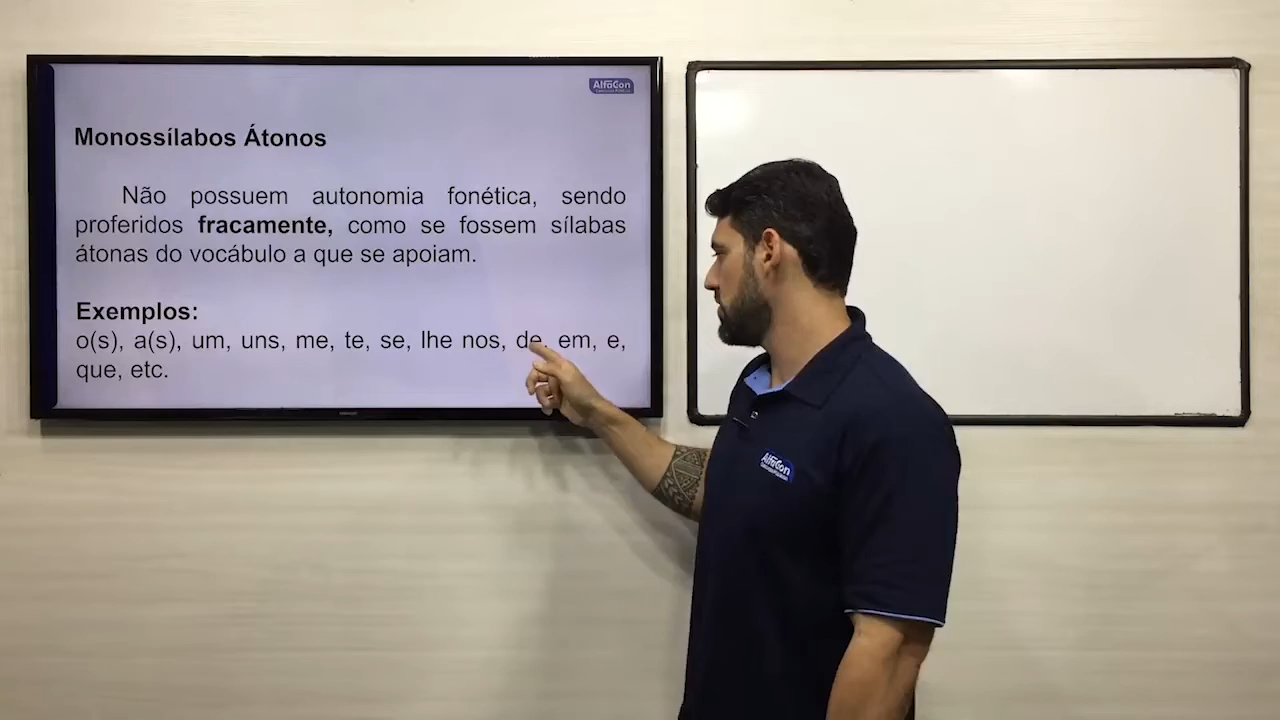 AlfaCon
Monossílabos Átonos
Não possuem autonomia fonética, sendo
proferidos fracamente, como se fossem sílabas
átonas do vocábulo a que se apoiam.
Exemplos:
o(s), a(s), um, uns, me, te, se, lhe nos, de, em, e,
que, etc.
AlfaCon